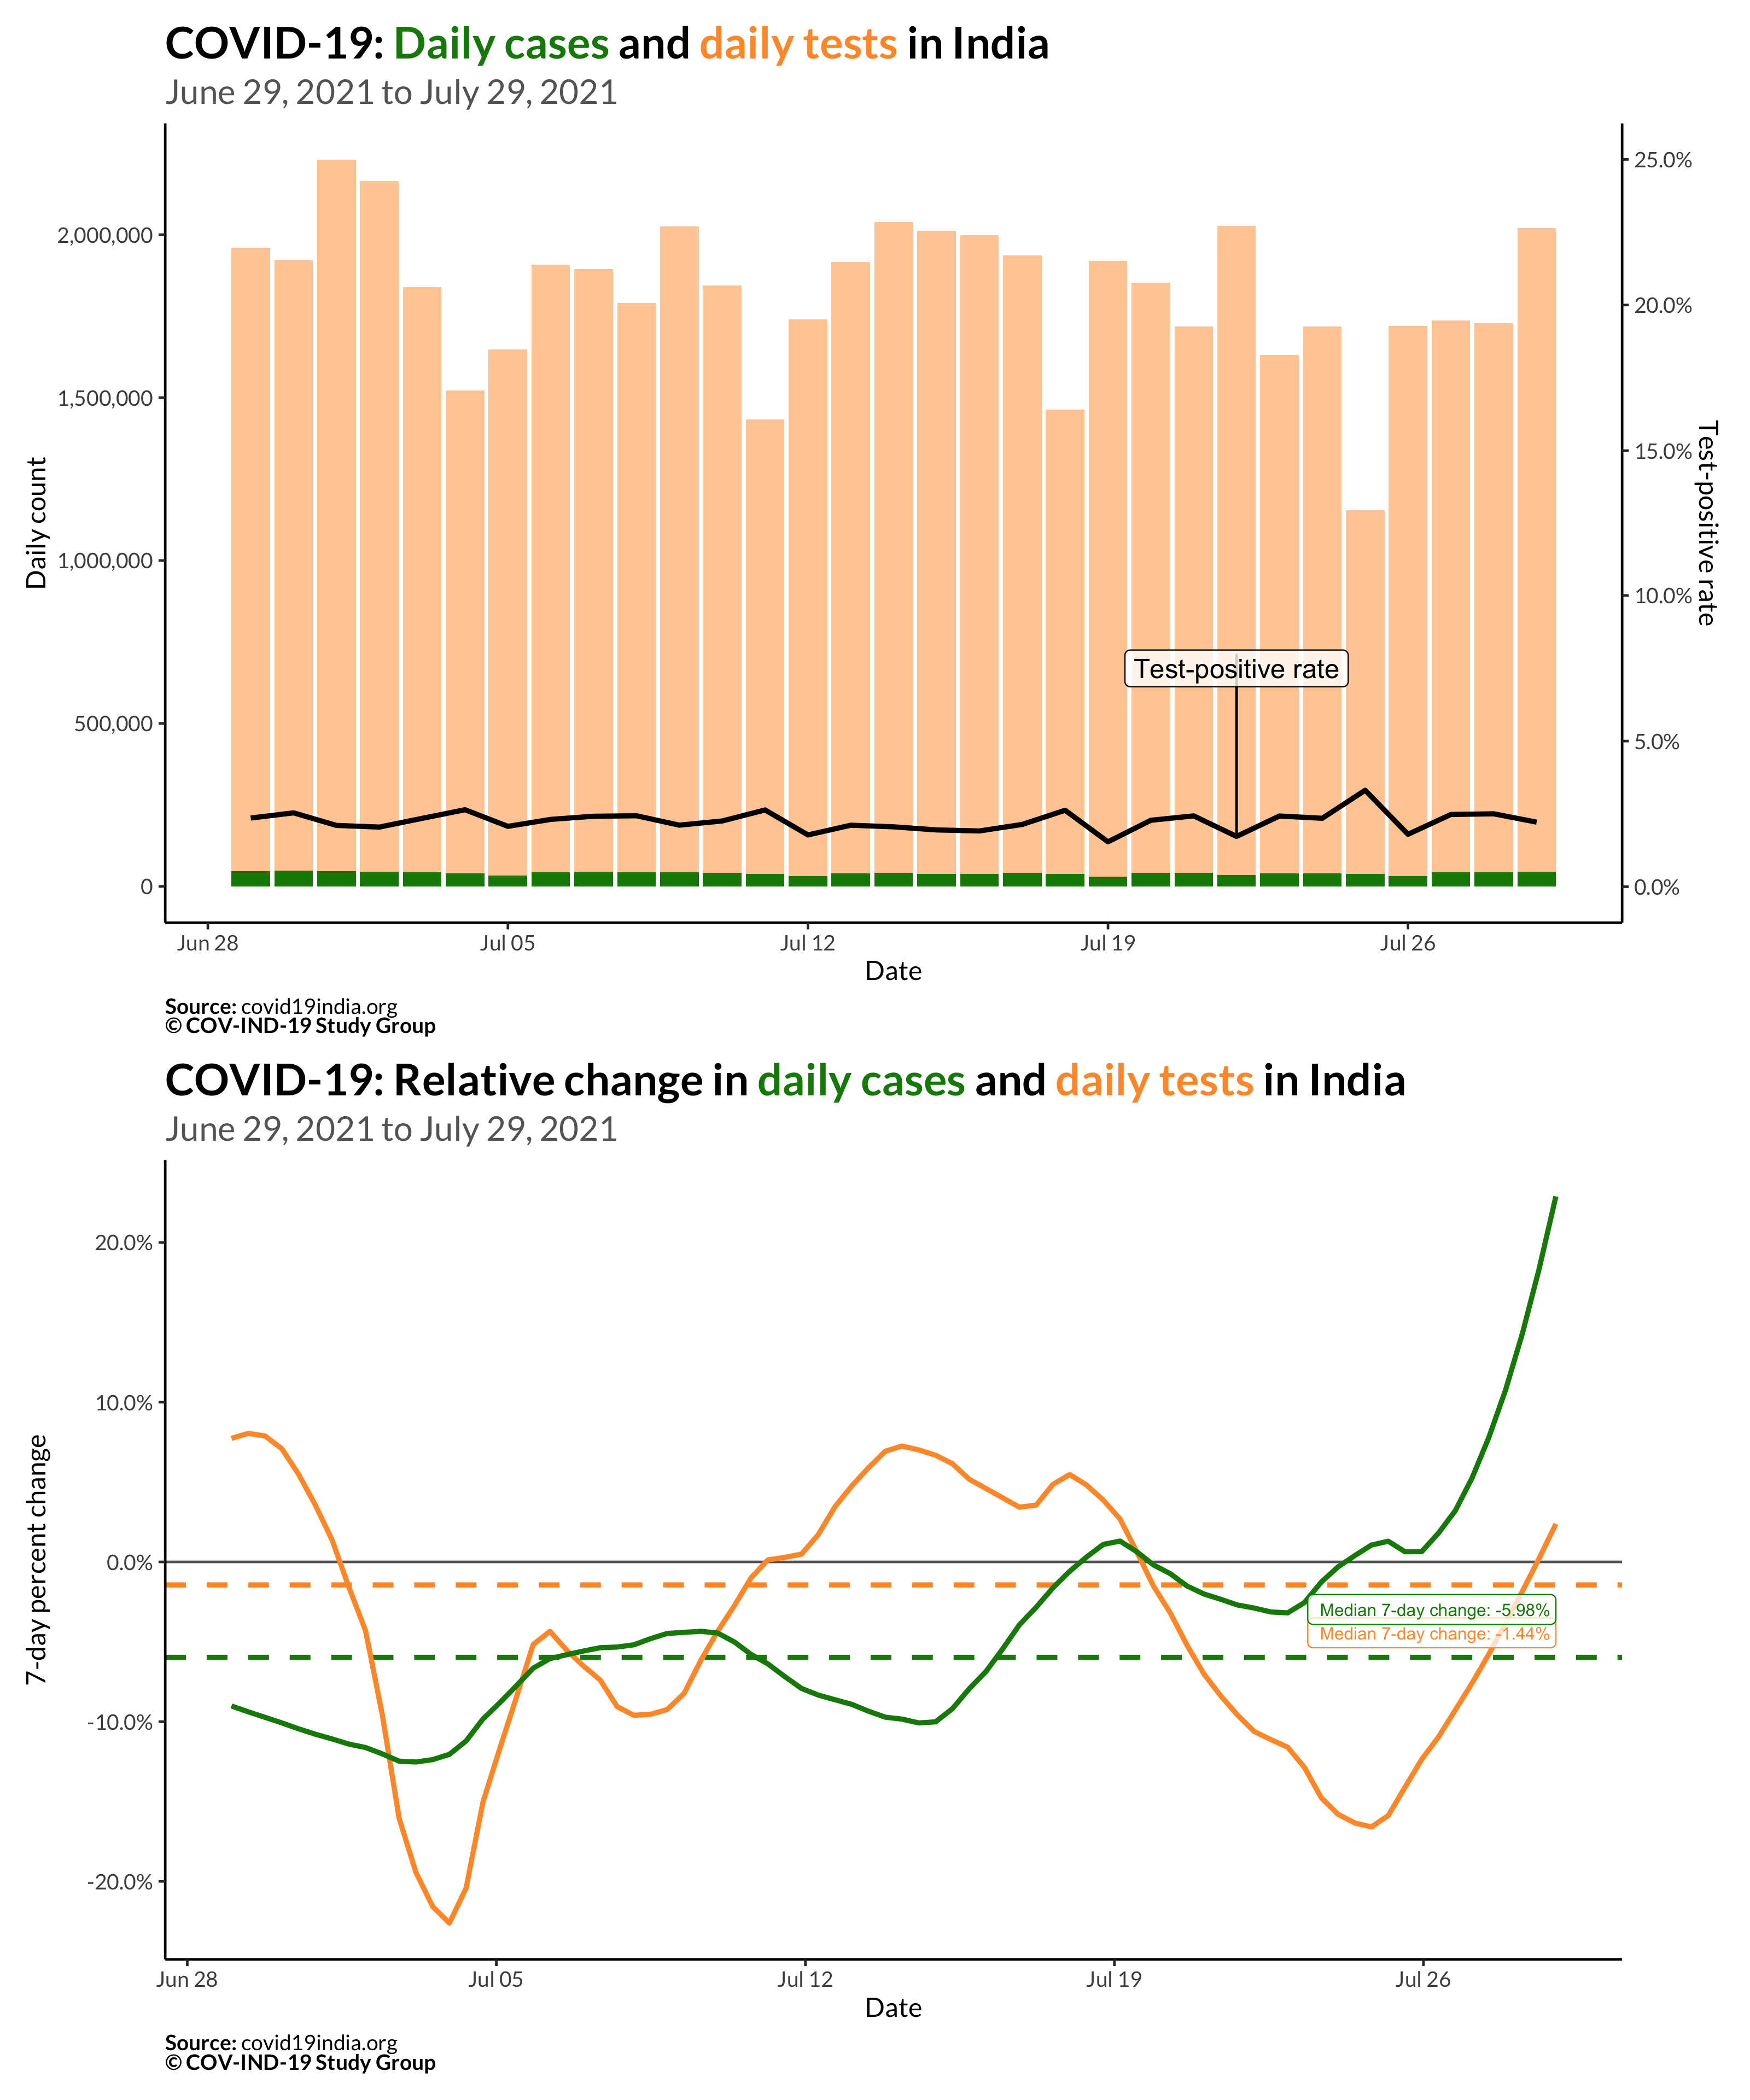 COVID-19: Daily cases and daily tests in India
June 29, 2021 to July 29, 2021
25.0%
2,000,000
20.0%
1,500,000
15.0%
Daily count
Test-positive rate
1,000,000
10.0%
Test-positive rate
500,000
5.0%
0
0.0%
Jun 28
Jul 05
Jul 12
Jul 19
Jul 26
Date
Source: covid19india.org
© COV-IND-19 Study Group
COVID-19: Relative change in daily cases and daily tests in India
June 29, 2021 to July 29, 2021
20.0%
10.0%
7-day percent change
0.0%
Median 7-day change: -5.98%
Median 7-day change: -1.44%
-10.0%
-20.0%
Jun 28
Jul 05
Jul 12
Jul 19
Jul 26
Date
Source: covid19india.org
© COV-IND-19 Study Group